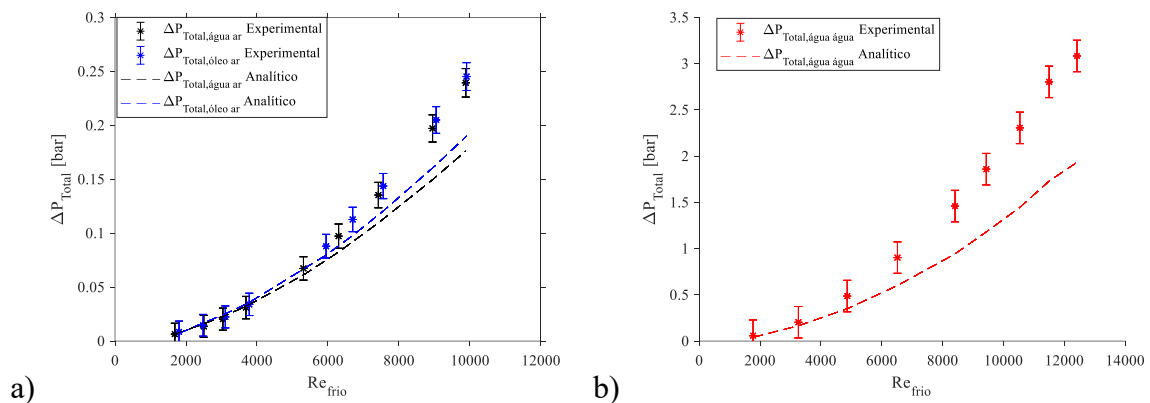 0.3
0.25
0.2
0.15
0.1
0.05
0
ΔP_Total [bar]
ΔP_Total,água ar Experimental
ΔP_Total,óleo ar Experimental
ΔP_Total,água ar Analítico
ΔP_Total,óleo ar Analítico
0 2000 4000 6000 8000 10000 12000
Re_frio
a)
3.5
3
2.5
2
1.5
1
0.5
0
ΔP_Total [bar]
ΔP_Total,água água Experimental
ΔP_Total,água água Analítico
0 2000 4000 6000 8000 10000 12000 14000
Re_frio
b)